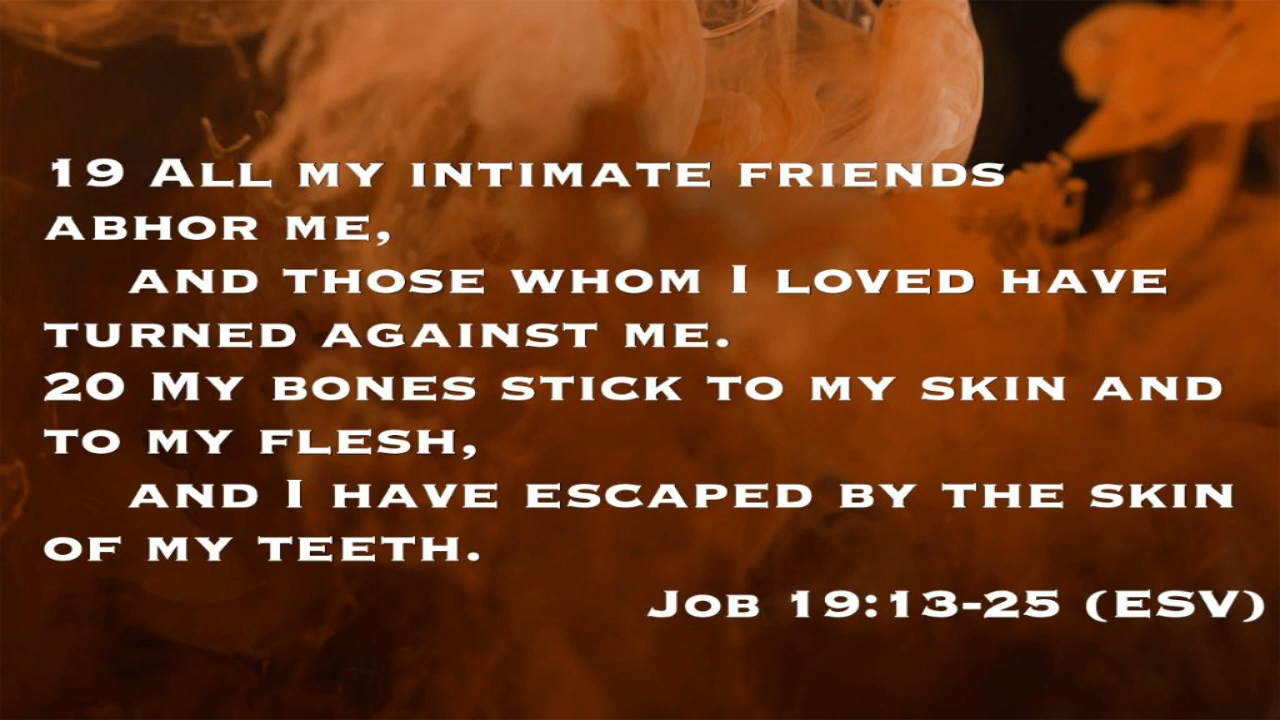 19 All my intimate friends
abhor me,
and those whom I loved have
turned against me.
20 My bones stick to my skin and
to my flesh,
and I have escaped by the skin
of my teeth.
Job 19:13-25 (ESV)